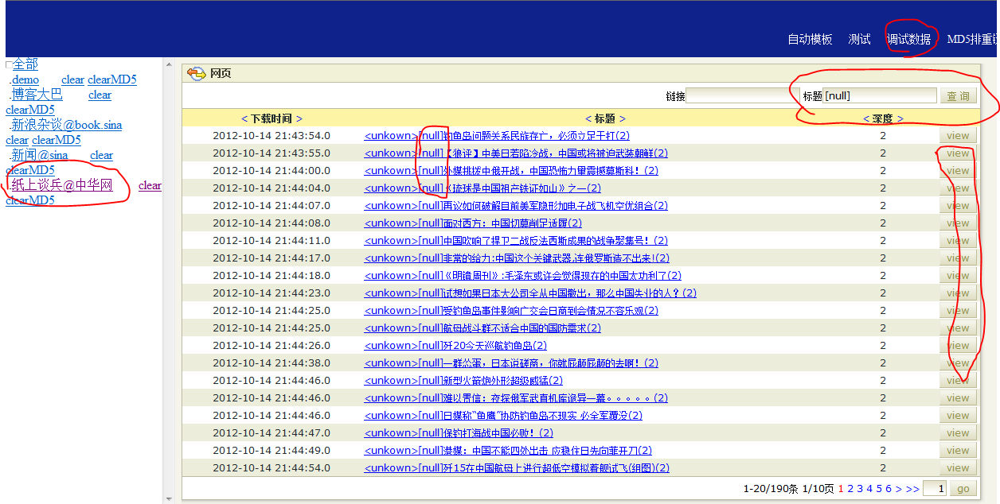 自动模板 测试 调试数据 MD5排重
全部
.demo clear clearMD5
.博客大巴 clear
clearMD5
.新浪杂谈@book.sina
clear clearMD5
.新闻@sina clear
clearMD5
.纸上谈兵@中华网 clear
clearMD5
网页
链接 标题 [null] 查 询
< 下载时间 > < 标题 > < 深度 >
2012-10-14 21:43:54.0 <unkown>[null]钓鱼岛问题关系民族存亡，必须立足于打(2) 2 view
2012-10-14 21:43:55.0 <unkown>[null]【狼评】中美日若陷冷战，中国或将被迫武装朝鲜(2) 2 view
2012-10-14 21:44:00.0 <unkown>[null]外媒挑拨中俄开战，中国恐怖力量震撼莫斯科！(2) 2 view
2012-10-14 21:44:04.0 <unkown>[null]《琉球是中国祖产铁证如山》之一(2) 2 view
2012-10-14 21:44:07.0 <unkown>[null]再议如何破解目前美军隐形加电子战飞机空优组合(2) 2 view
2012-10-14 21:44:08.0 <unkown>[null]面对西方：中国切莫削足适履(2) 2 view
2012-10-14 21:44:11.0 <unkown>[null]中国吹响了捍卫二战反法西斯成果的战争聚集号！(2) 2 view
2012-10-14 21:44:17.0 <unkown>[null]非常的给力:中国这个关键武器,连俄罗斯造不出来!(2) 2 view
2012-10-14 21:44:18.0 <unkown>[null]《明镜周刊》:毛泽东或许会觉得现在的中国太功利了(2) 2 view
2012-10-14 21:44:23.0 <unkown>[null]试想如果日本大公司全从中国撤出，那么中国失业的人？(2) 2 view
2012-10-14 21:44:25.0 <unkown>[null]受钓鱼岛事件影响广交会日商到会情况不容乐观(2) 2 view
2012-10-14 21:44:25.0 <unkown>[null]航母战斗群不适合中国的国防需求(2) 2 view
2012-10-14 21:44:26.0 <unkown>[null]歼20今天巡航钓鱼岛(2) 2 view
2012-10-14 21:44:38.0 <unkown>[null]一群怂蛋，日本说磋商，你就屁颠屁颠的去啊！(2) 2 view
2012-10-14 21:44:46.0 <unkown>[null]新型火箭炮外形超级威猛(2) 2 view
2012-10-14 21:44:46.0 <unkown>[null]难以置信：夜探俄军武直机库诡异一幕。。。。。(2) 2 view
2012-10-14 21:44:46.0 <unkown>[null]日媒称“鱼鹰”协防钓鱼岛不现实 必全军覆没(2) 2 view
2012-10-14 21:44:47.0 <unkown>[null]保钓打海战中国必败！(2) 2 view
2012-10-14 21:44:49.0 <unkown>[null]港媒：中国不能四处出击 应稳住日先向菲开刀(2) 2 view
2012-10-14 21:44:54.0 <unkown>[null]歼15在中国航母上进行超低空模拟着舰试飞(组图)(2) 2 view
1-20/190条 1/10页 1 2 3 4 5 6 > >> 1 go